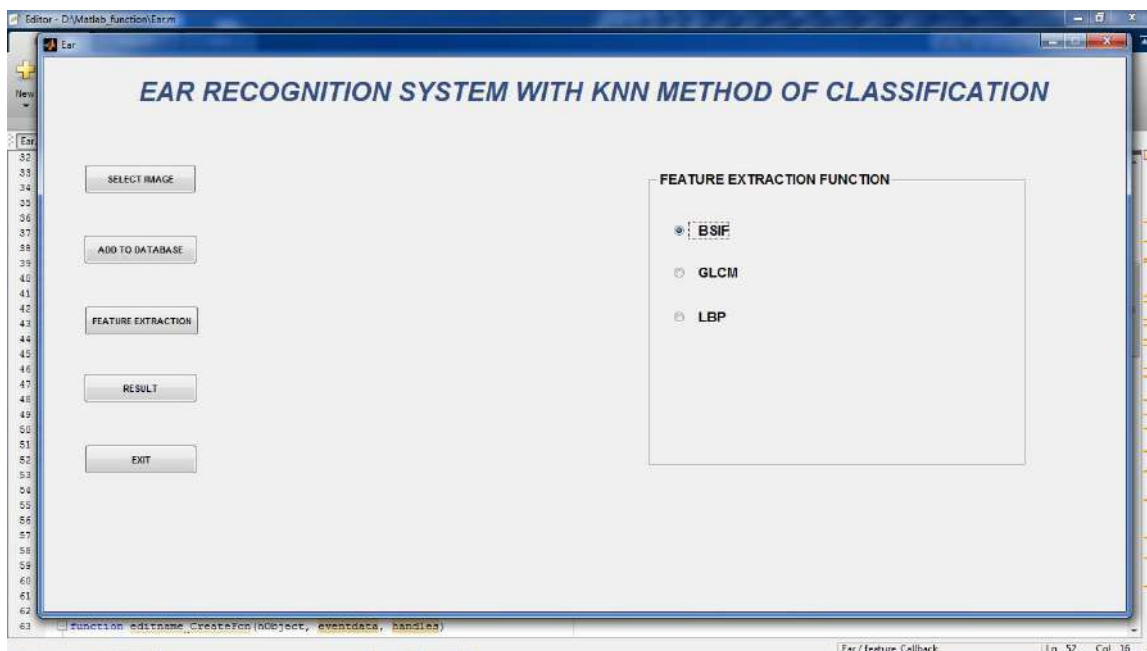 Editor - D:\Matlab_function\Ear.m
Ear
New
Ear
EAR RECOGNITION SYSTEM WITH KNN METHOD OF CLASSIFICATION
SELECT IMAGE
ADD TO DATABASE
FEATURE EXTRACTION
RESULT
EXIT
FEATURE EXTRACTION FUNCTION
BSIF
GLCM
LBP
32
33
34
35
36
37
38
39
40
41
42
43
44
45
46
47
48
49
50
51
52
53
54
55
56
57
58
59
60
61
62
63 function editname_CreateFcn(hObject, eventdata, handles)
Ear / feature_Callback Ln 52 Col 16